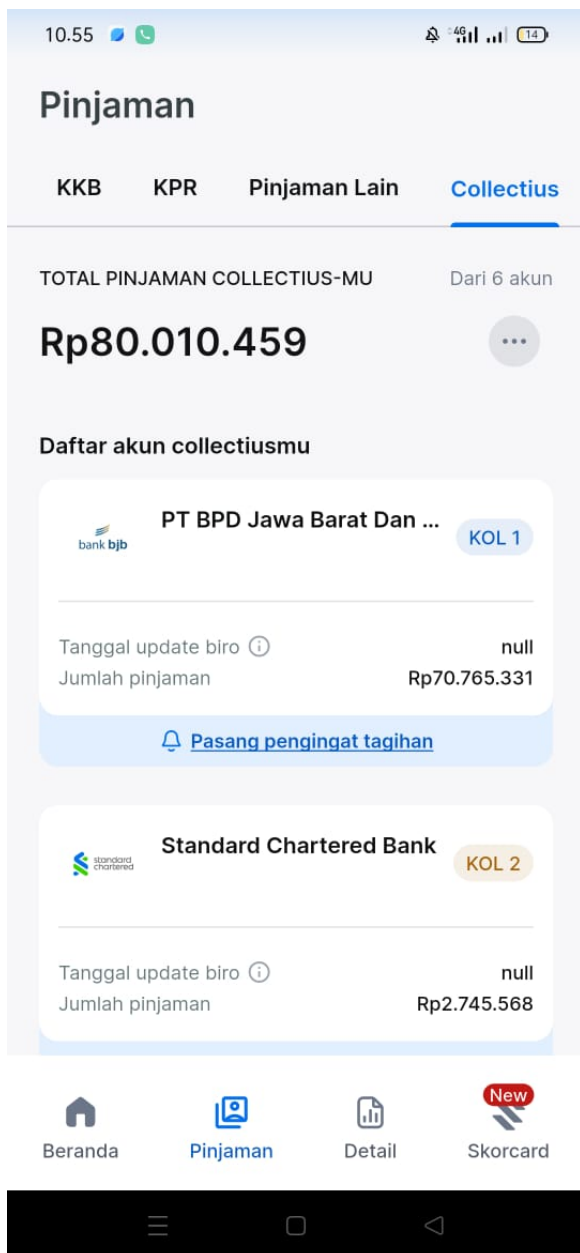 10.55
4G
14
Pinjaman
KKB KPR Pinjaman Lain Collectius
TOTAL PINJAMAN COLLECTIUS-MU Dari 6 akun
Rp80.010.459
Daftar akun collectiusmu
bank bjb
PT BPD Jawa Barat Dan ...
KOL 1
Tanggal update biro null
Jumlah pinjaman Rp70.765.331
Pasang pengingat tagihan
standard
chartered
Standard Chartered Bank
KOL 2
Tanggal update biro null
Jumlah pinjaman Rp2.745.568
New
Beranda Pinjaman Detail Skorcard